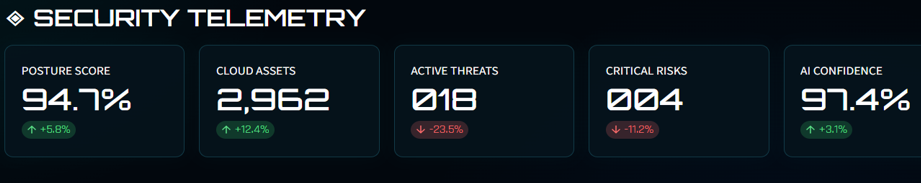 SECURITY TELEMETRY
POSTURE SCORE
94.7%
↑ +5.8%
CLOUD ASSETS
2,962
↑ +12.4%
ACTIVE THREATS
018
↓ -23.5%
CRITICAL RISKS
004
↓ -11.2%
AI CONFIDENCE
97.4%
↑ +3.1%